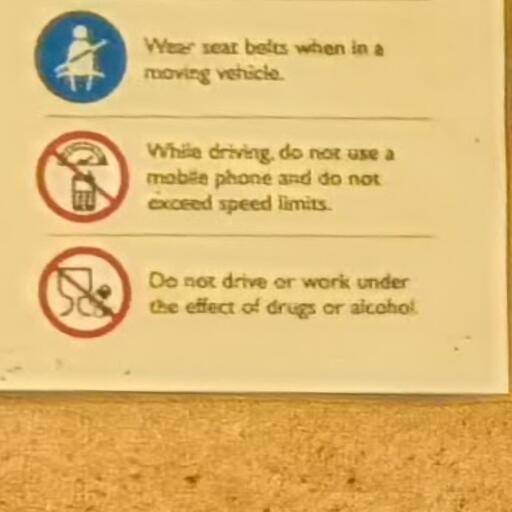 Wear seat belts when in a
moving vehicle.
While driving, do not use a
mobile phone and do not
exceed speed limits.
Do not drive or work under
the effect of drugs or alcohol.